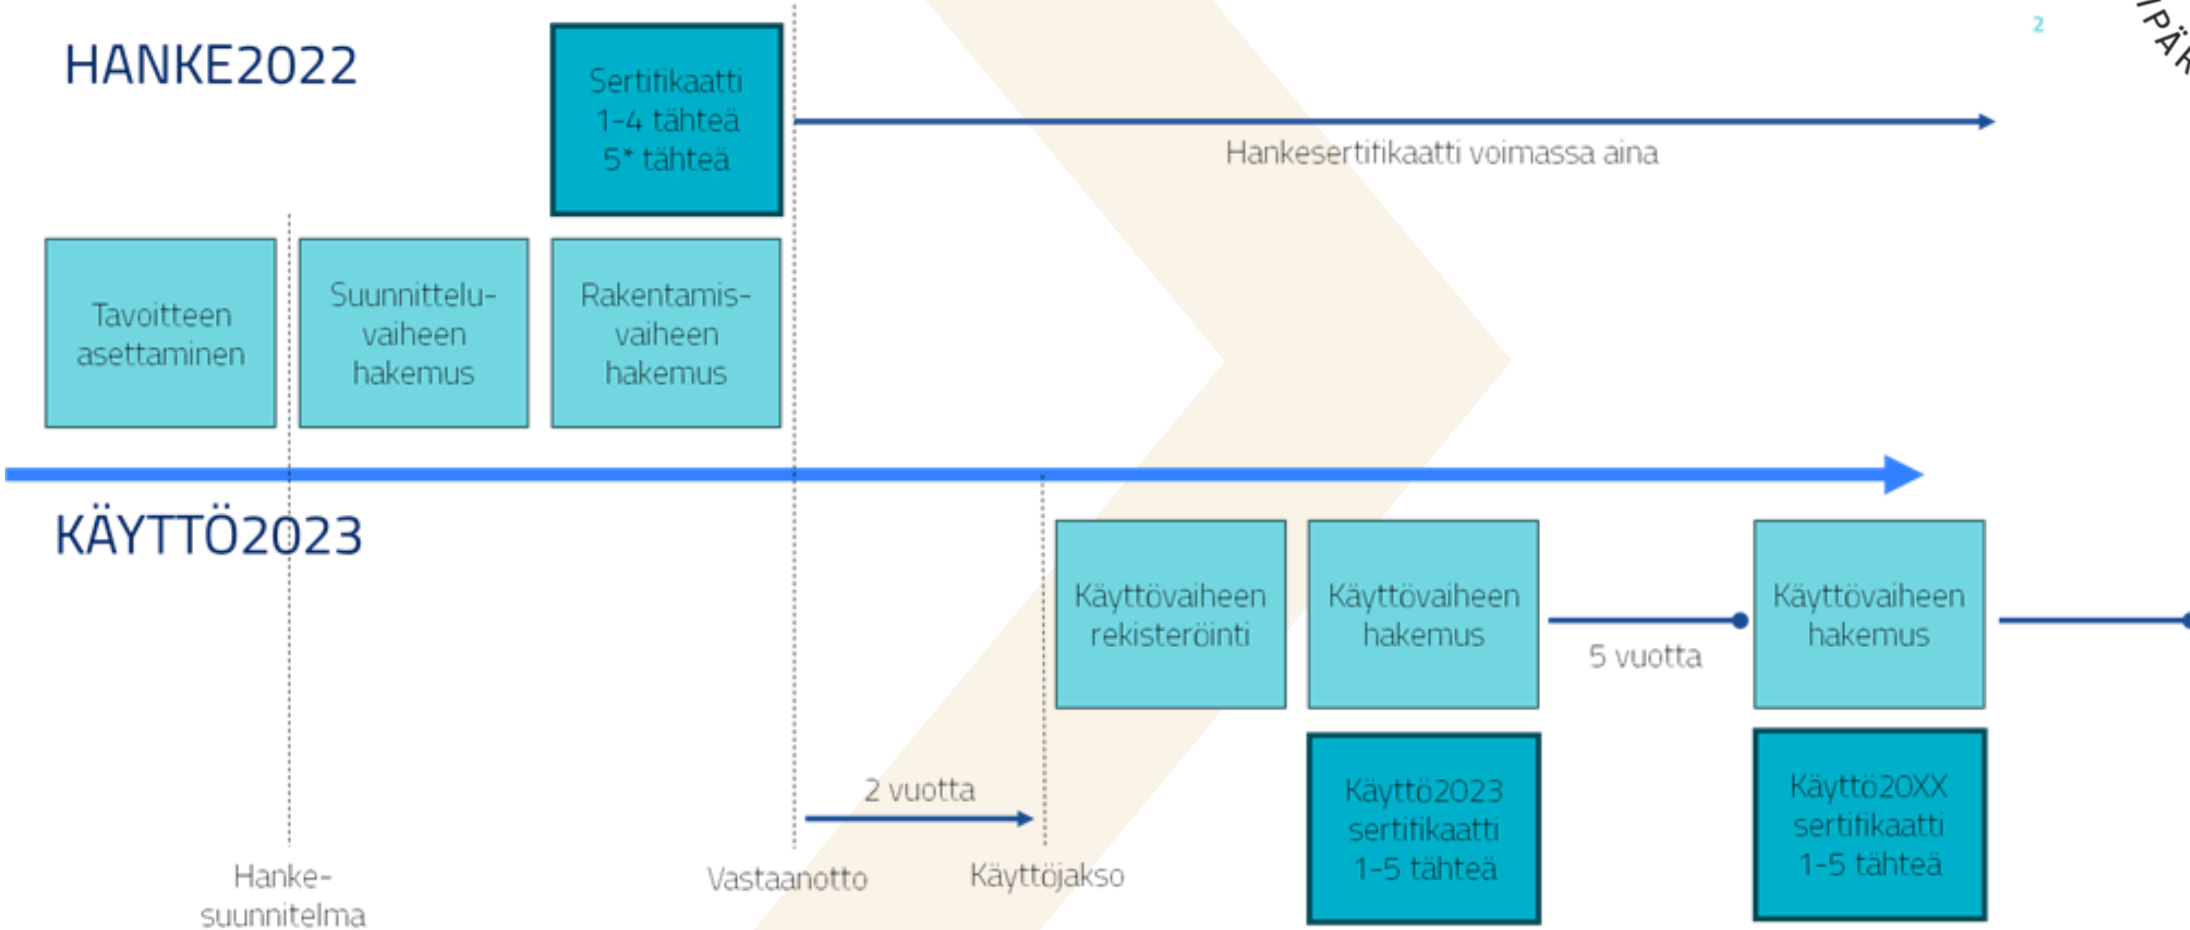 HANKE2022
2
Sertifikaatti
1-4 tähteä
5* tähteä
Hankesertifikaatti voimassa aina
Tavoitteen
asettaminen
Suunnittelu-
vaiheen
hakemus
Rakentamis-
vaiheen
hakemus
KÄYTTÖ2023
Käyttövaiheen
rekisteröinti
Käyttövaiheen
hakemus
5 vuotta
Käyttövaiheen
hakemus
2 vuotta
Käyttö2023
sertifikaatti
1-5 tähteä
Käyttö20XX
sertifikaatti
1-5 tähteä
Hanke-
suunnitelma
Vastaanotto
Käyttöjakso